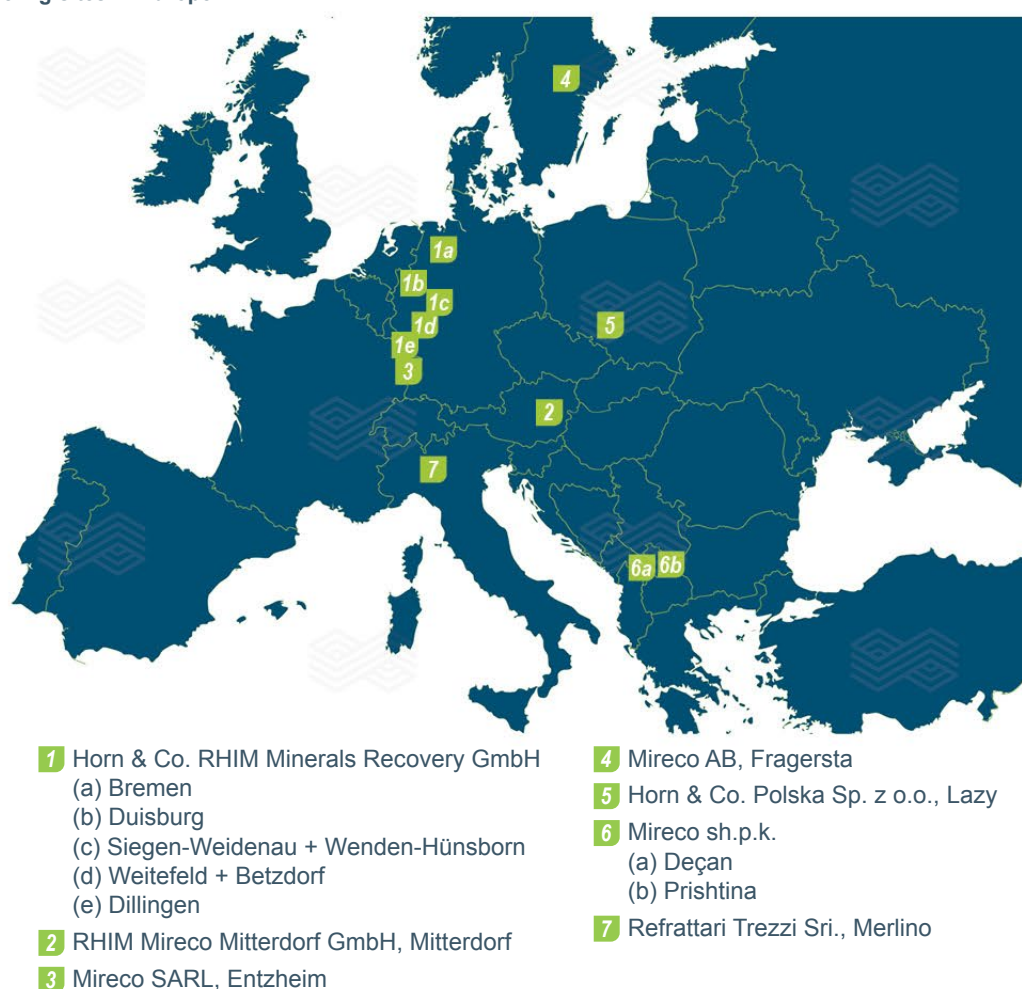 4
1a
1b
1c
1d
5
1e
3
2
7
6a 6b
1 Horn & Co. RHIM Minerals Recovery GmbH
(a) Bremen
(b) Duisburg
(c) Siegen-Weidenau + Wenden-Hünsborn
(d) Weitefeld + Betzdorf
(e) Dillingen
2 RHIM Mireco Mitterdorf GmbH, Mitterdorf
3 Mireco SARL, Entzheim
4 Mireco AB, Fragersta
5 Horn & Co. Polska Sp. z o.o., Lazy
6 Mireco sh.p.k.
(a) Deçan
(b) Prishtina
7 Refrattari Trezzi Sri., Merlino